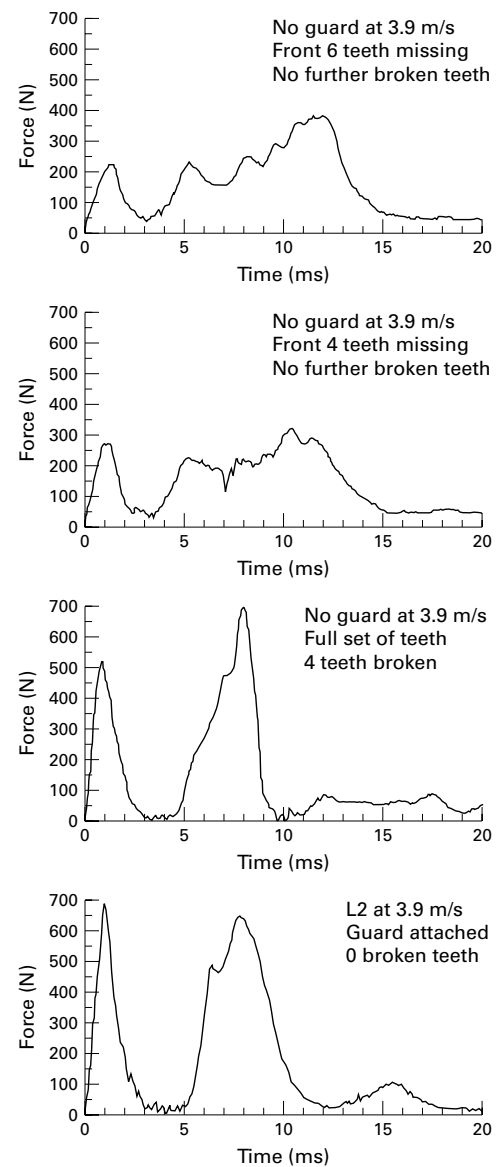 700
600
500
400
300
200
100
0
Force (N)
No guard at 3.9 m/s
Front 6 teeth missing
No further broken teeth
0 5 10 15 20
Time (ms)
700
600
500
400
300
200
100
0
Force (N)
No guard at 3.9 m/s
Front 4 teeth missing
No further broken teeth
0 5 10 15 20
Time (ms)
700
600
500
400
300
200
100
0
Force (N)
No guard at 3.9 m/s
Full set of teeth
4 teeth broken
0 5 10 15 20
Time (ms)
700
600
500
400
300
200
100
0
Force (N)
L2 at 3.9 m/s
Guard attached
0 broken teeth
0 5 10 15 20
Time (ms)